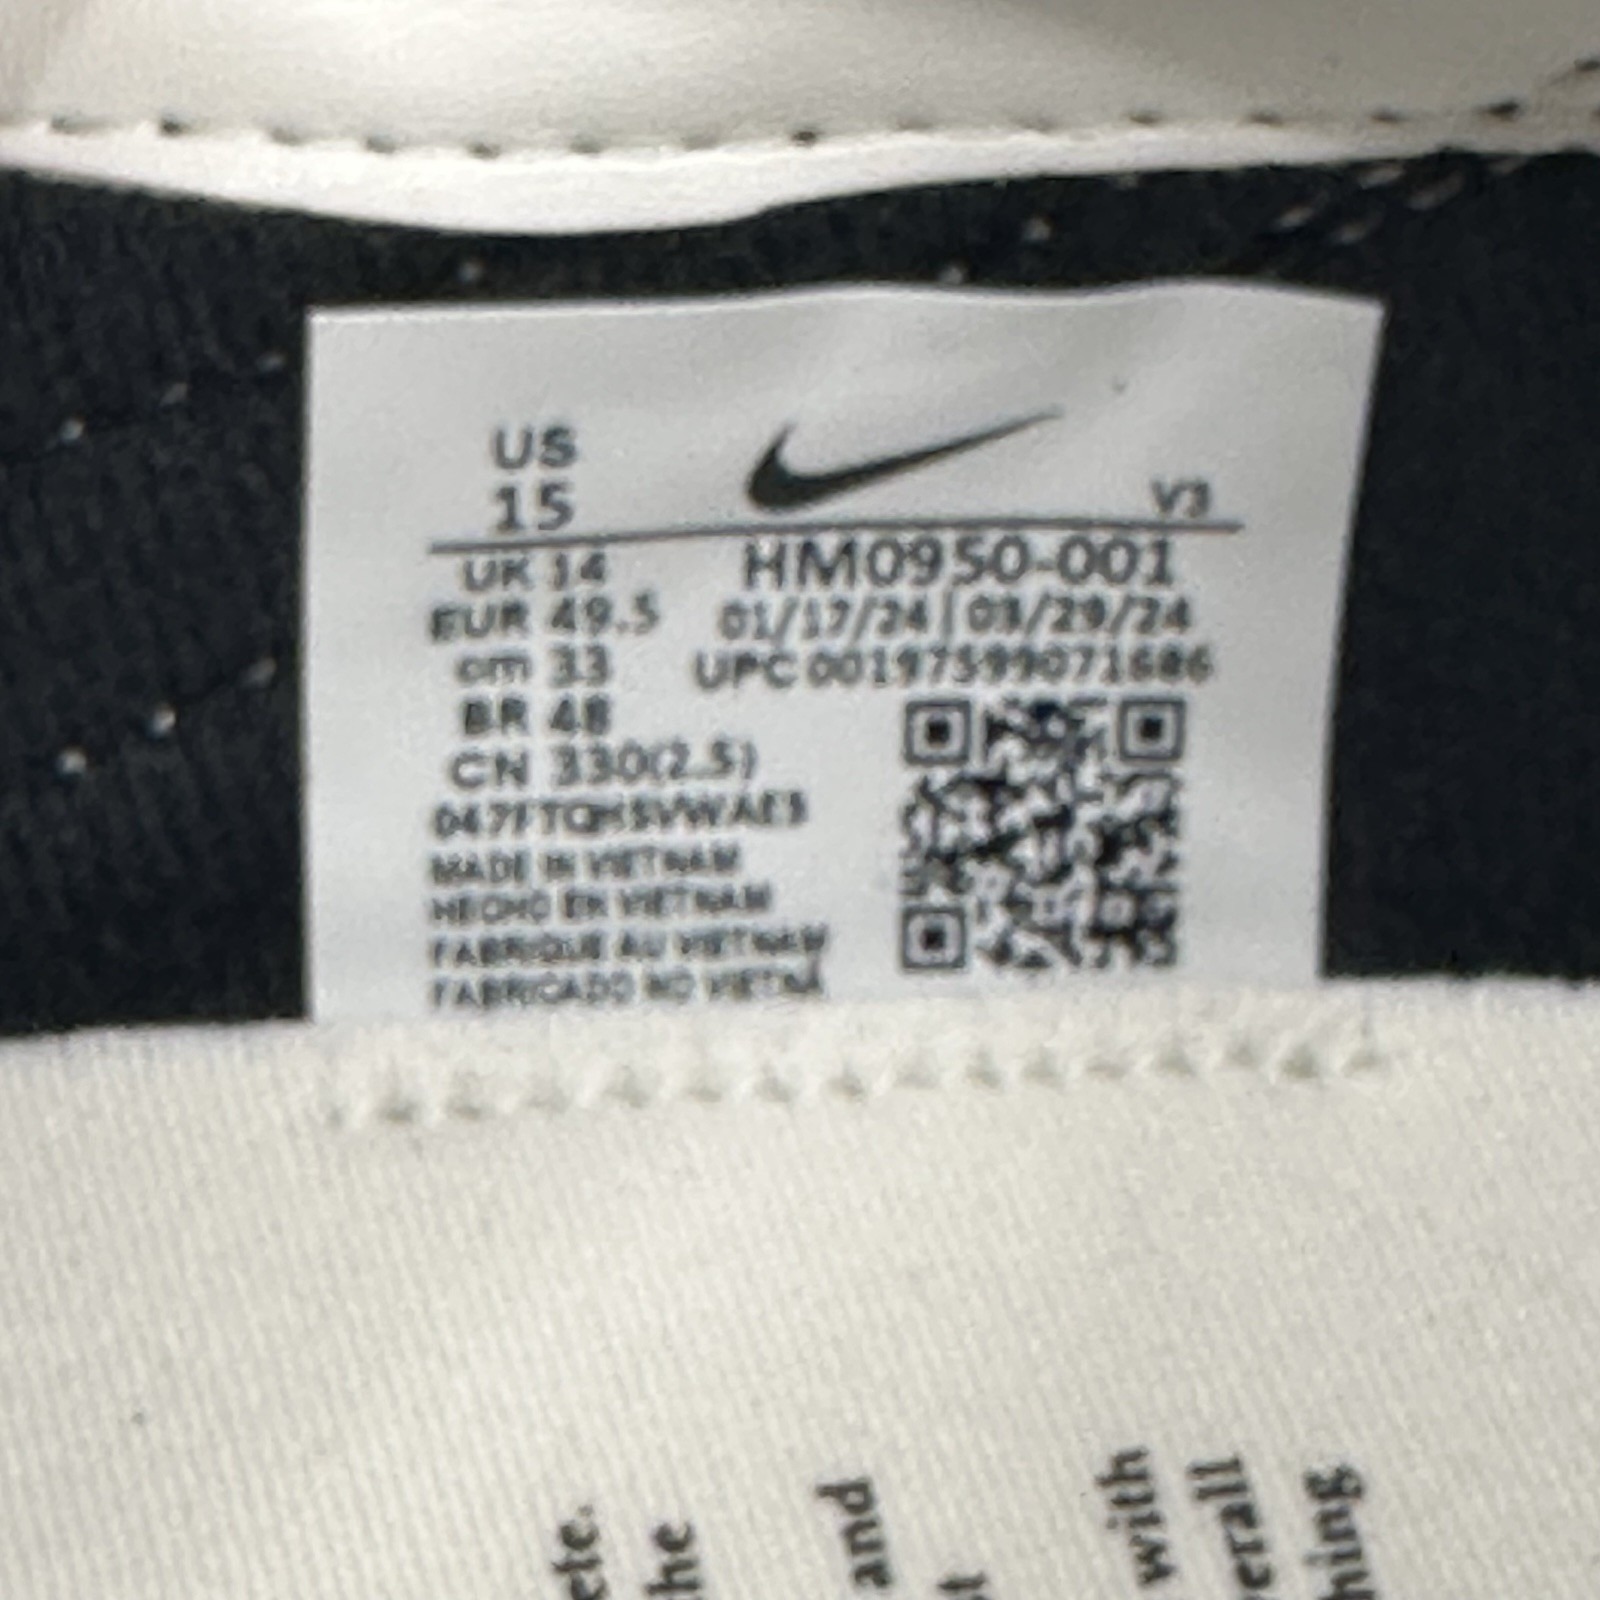 US
15
V3
UK 14
HM0950-001
EUR 49.5
01/17/24 | 03/29/24
cm 33
UPC 00197599071686
BR 48
CN 330(2.5)
MADE IN VIETNAM
HECHO EN VIETNAM
FABRIQUE AU VIETNAM
FABRICADO NO VIETNÃ
and
with